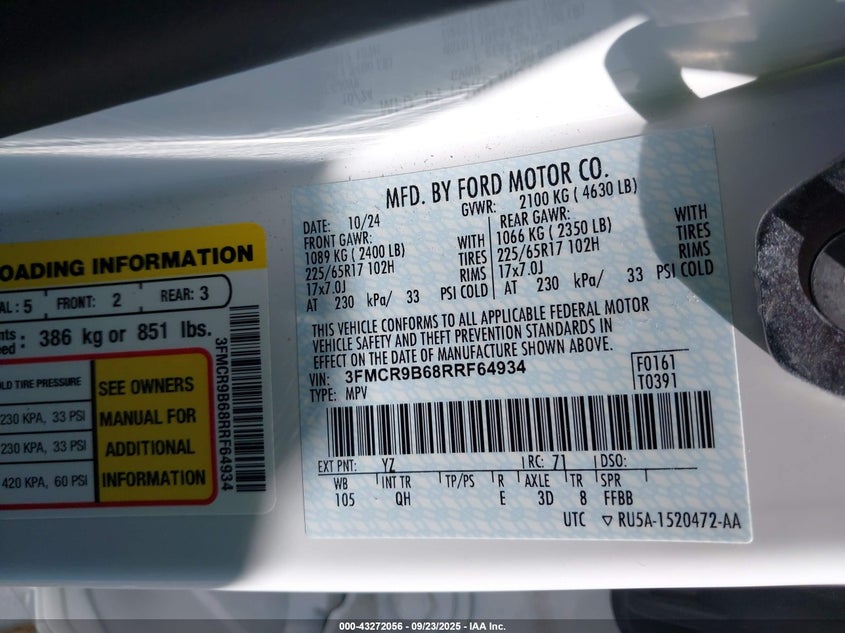 MFD. BY FORD MOTOR CO.
DATE: 10/24
GVWR: 2100 KG ( 4630 LB)
FRONT GAWR:
1089 KG ( 2400 LB)
225/65R17 102H
17x7.0J
WITH
TIRES
RIMS
AT 230 kPa/ 33 PSI COLD
REAR GAWR:
1066 KG ( 2350 LB)
225/65R17 102H
17x7.0J
WITH
TIRES
RIMS
AT 230 kPa/ 33 PSI COLD
THIS VEHICLE CONFORMS TO ALL APPLICABLE FEDERAL MOTOR
VEHICLE SAFETY AND THEFT PREVENTION STANDARDS IN
EFFECT ON THE DATE OF MANUFACTURE SHOWN ABOVE.
VIN: 3FMCR9B68RRF64934
TYPE: MPV
F0161
T0391
EXT PNT: YZ RC: 71 DSO:
WB INT TR TP/PS R AXLE TR SPR
105 QH E 3D 8 FFBB
UTC ▽ RU5A-1520472-AA
OADING INFORMATION
AL : 5 FRONT: 2 REAR: 3
386 kg or 851 lbs.
3FMCR9B68RRF64934
LD TIRE PRESSURE
230 KPA, 33 PSI
230 KPA, 33 PSI
420 KPA, 60 PSI
SEE OWNERS
MANUAL FOR
ADDITIONAL
INFORMATION
000-43272056 - 09/23/2025 - IAA Inc.